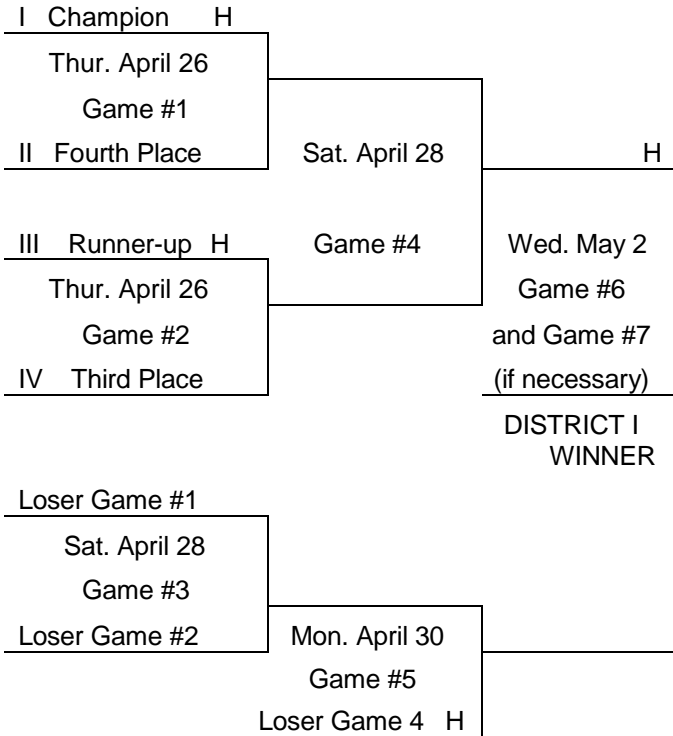 I Champion H
Thur. April 26
Game #1
II Fourth Place
Sat. April 28
H
III Runner-up H
Game #4
Wed. May 2
Thur. April 26
Game #6
Game #2
and Game #7
IV Third Place
(if necessary)
DISTRICT I
WINNER
Loser Game #1
Sat. April 28
Game #3
Loser Game #2
Mon. April 30
Game #5
Loser Game 4 H